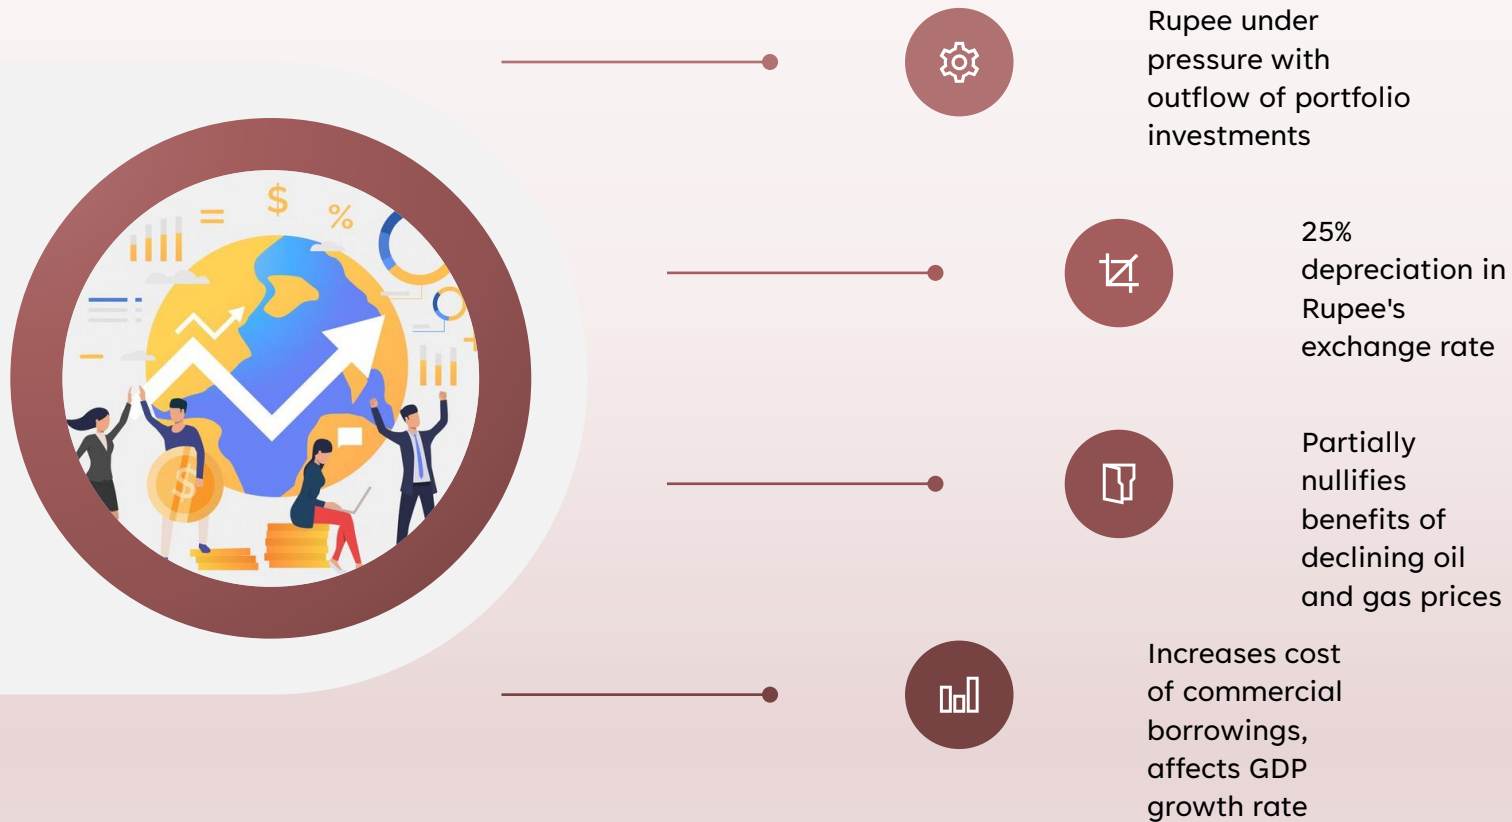 Rupee under
pressure with
outflow of portfolio
investments
25%
depreciation in
Rupee's
exchange rate
Partially
nullifies
benefits of
declining oil
and gas prices
Increases cost
of commercial
borrowings,
affects GDP
growth rate
$
%
$